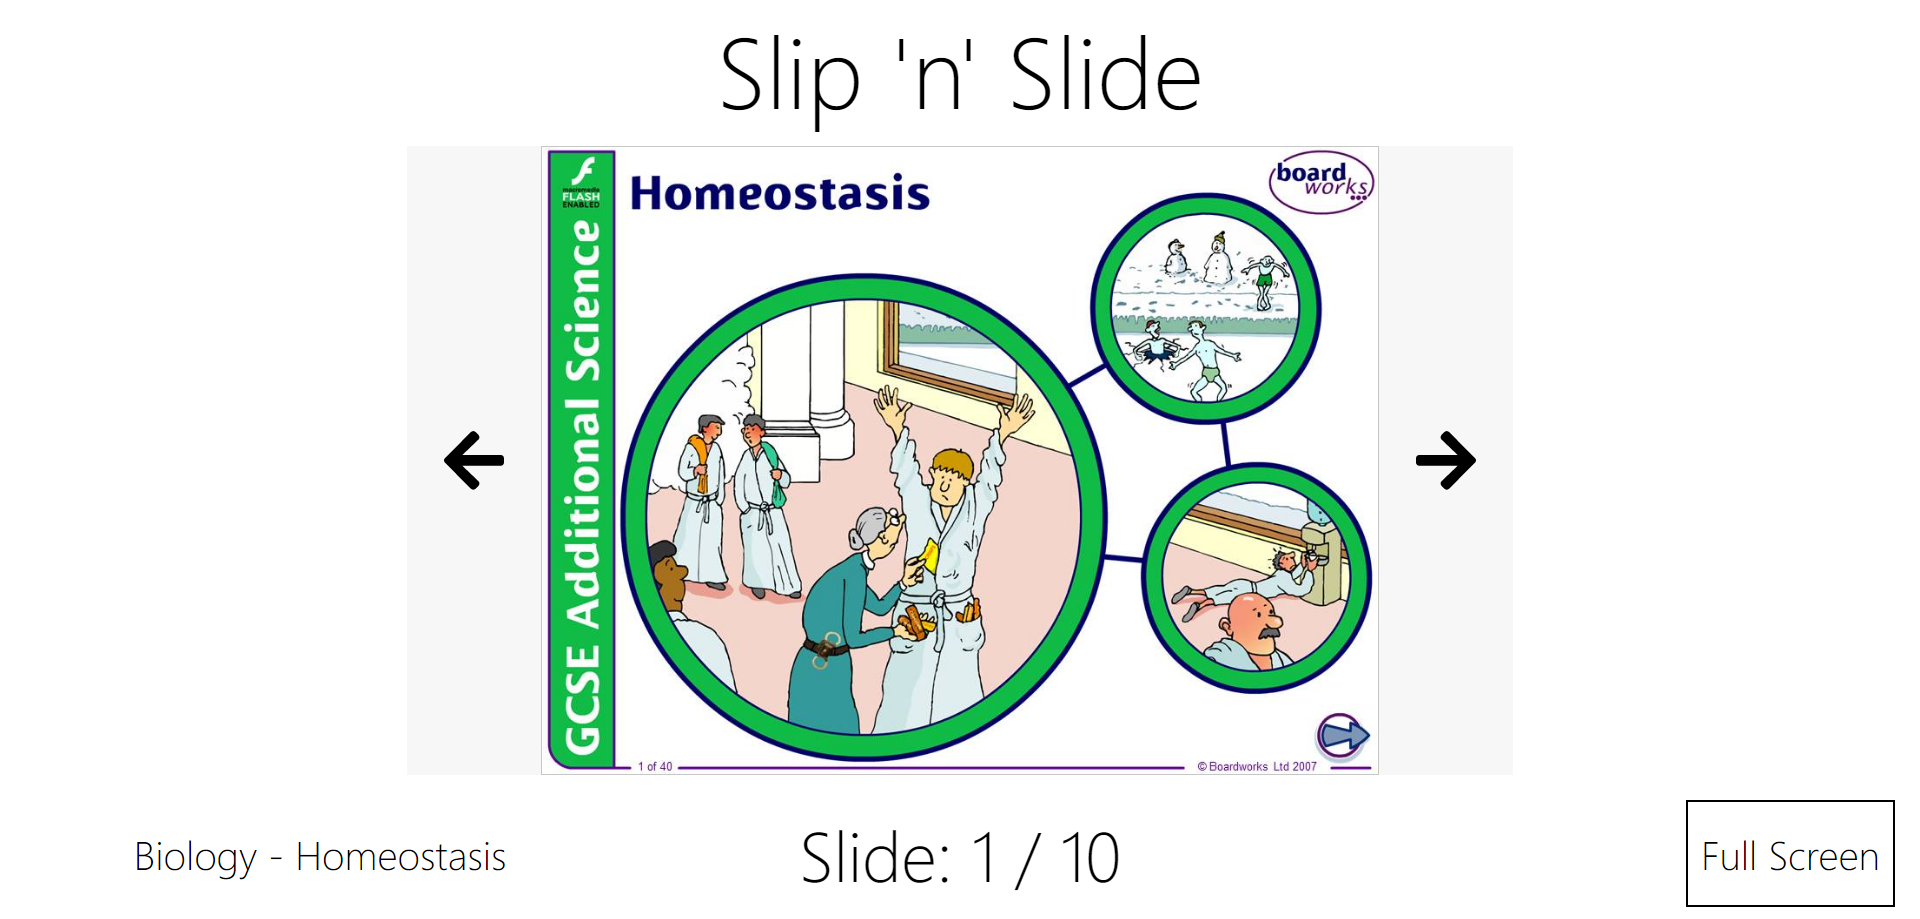 Slip 'n' Slide
macromedia
FLASH
ENABLED
GCSE Additional Science
Homeostasis
board
works
1 of 40
© Boardworks Ltd 2007
Biology - Homeostasis
Slide: 1 / 10
Full Screen